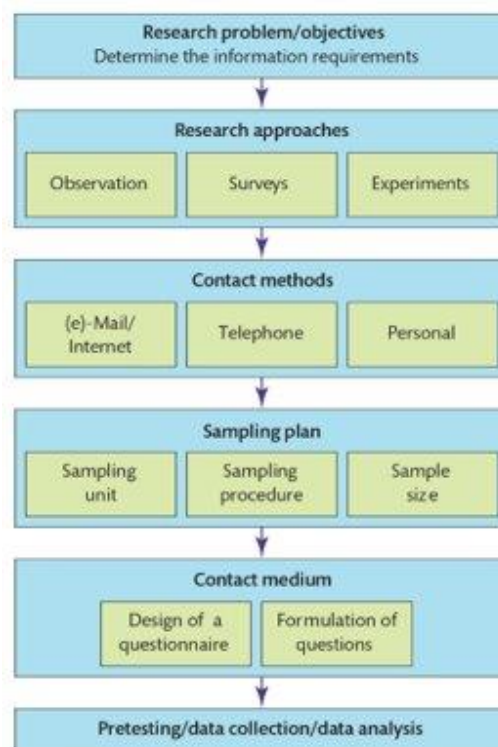 Research problem/objectives
Determine the information requirements
Research approaches
Observation
Surveys
Experiments
Contact methods
(e)-Mail/
Internet
Telephone
Personal
Sampling plan
Sampling
unit
Sampling
procedure
Sample
size
Contact medium
Design of a
questionnaire
Formulation of
questions
Pretesting/data collection/data analysis